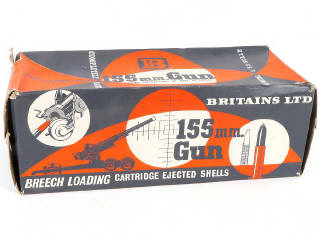 155mm. Gun
BRITAINS LTD
155mm.
Gun
BREECH LOADING CARTRIDGE EJECTED SHELLS